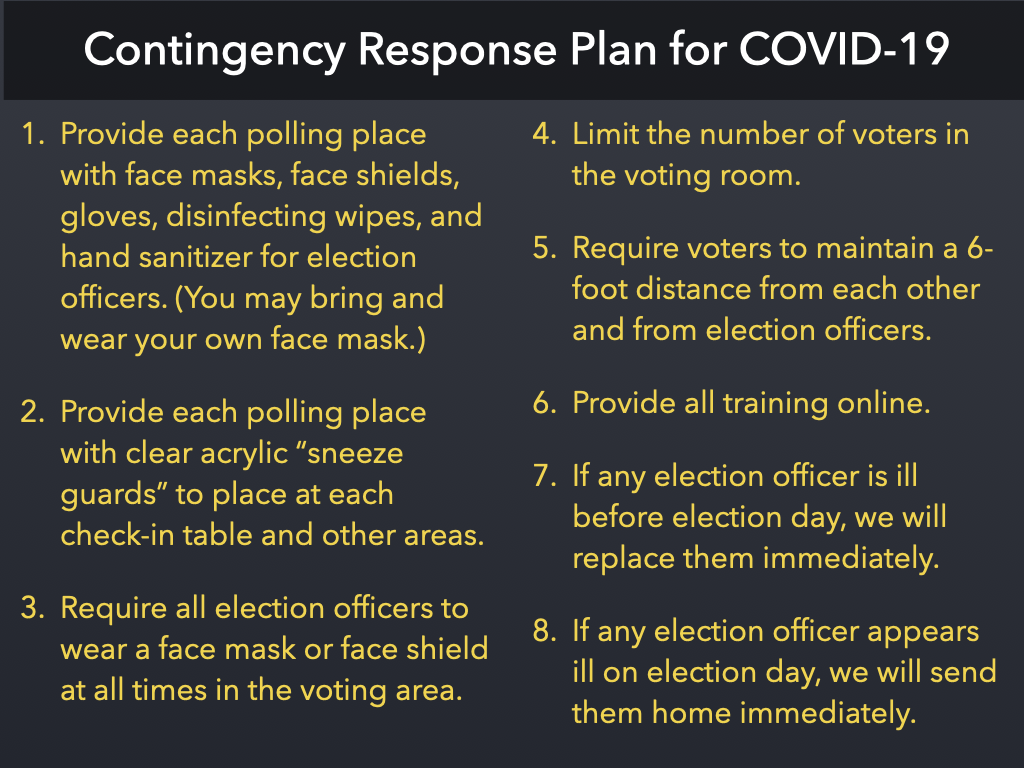 Contingency Response Plan for COVID-19
1. Provide each polling place
with face masks, face shields,
gloves, disinfecting wipes, and
hand sanitizer for election
officers. (You may bring and
wear your own face mask.)
2. Provide each polling place
with clear acrylic “sneeze
guards” to place at each
check-in table and other areas.
3. Require all election officers to
wear a face mask or face shield
at all times in the voting area.
4. Limit the number of voters in
the voting room.
5. Require voters to maintain a 6-
foot distance from each other
and from election officers.
6. Provide all training online.
7. If any election officer is ill
before election day, we will
replace them immediately.
8. If any election officer appears
ill on election day, we will send
them home immediately.